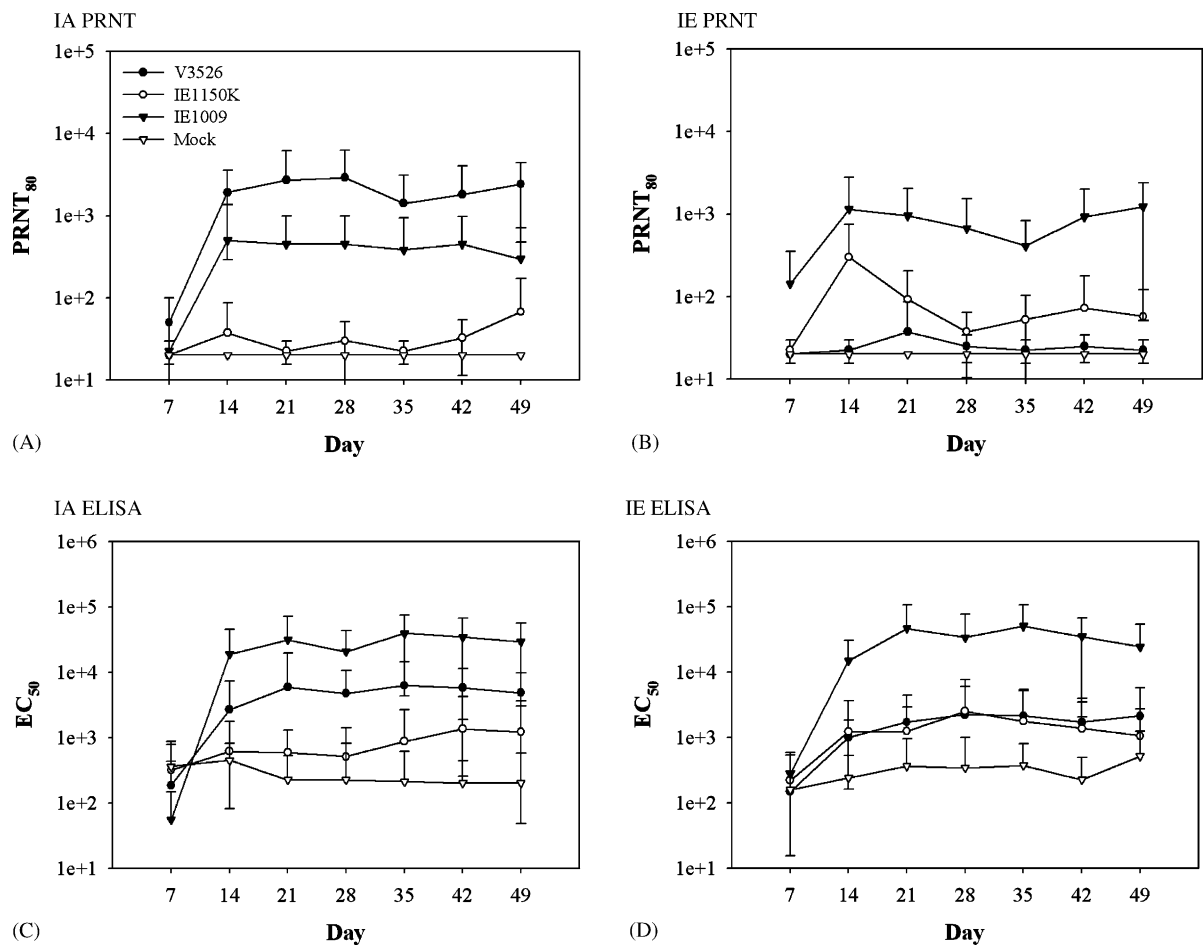 IA PRNT
1e+5
1e+4
1e+3
1e+2
1e+1
PRNT80
V3526
IE1150K
IE1009
Mock
7 14 21 28 35 42 49
Day
(A)
IE PRNT
1e+5
1e+4
1e+3
1e+2
1e+1
PRNT80
7 14 21 28 35 42 49
Day
(B)
IA ELISA
1e+6
1e+5
1e+4
1e+3
1e+2
1e+1
EC50
7 14 21 28 35 42 49
Day
(C)
IE ELISA
1e+6
1e+5
1e+4
1e+3
1e+2
1e+1
EC50
7 14 21 28 35 42 49
Day
(D)